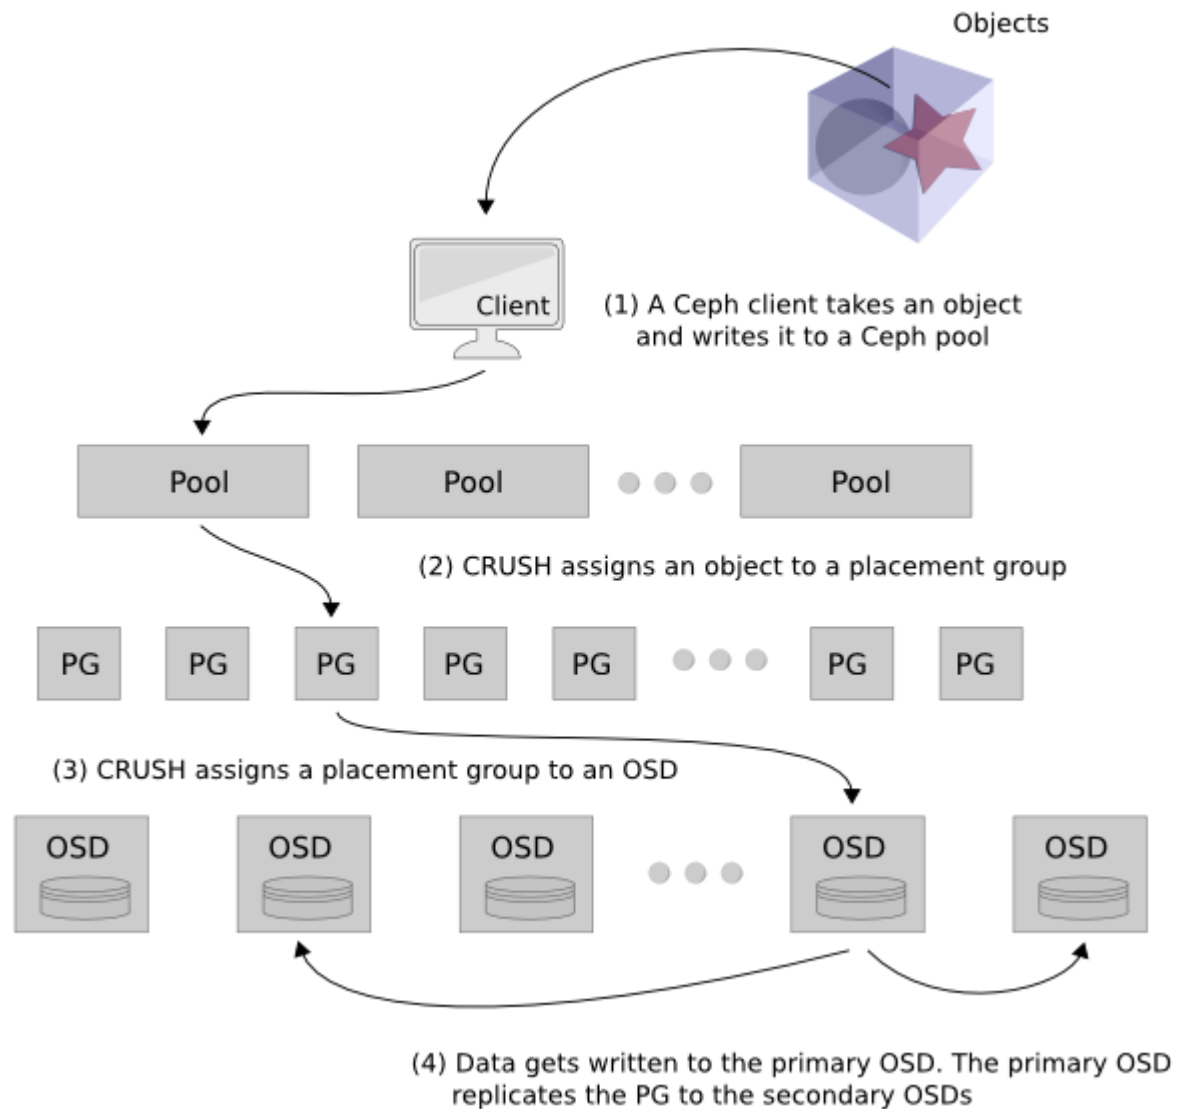 Objects
Client
(1) A Ceph client takes an object
and writes it to a Ceph pool
Pool
Pool
Pool
(2) CRUSH assigns an object to a placement group
PG
PG
PG
PG
PG
PG
PG
(3) CRUSH assigns a placement group to an OSD
OSD
OSD
OSD
OSD
OSD
(4) Data gets written to the primary OSD. The primary OSD
replicates the PG to the secondary OSDs